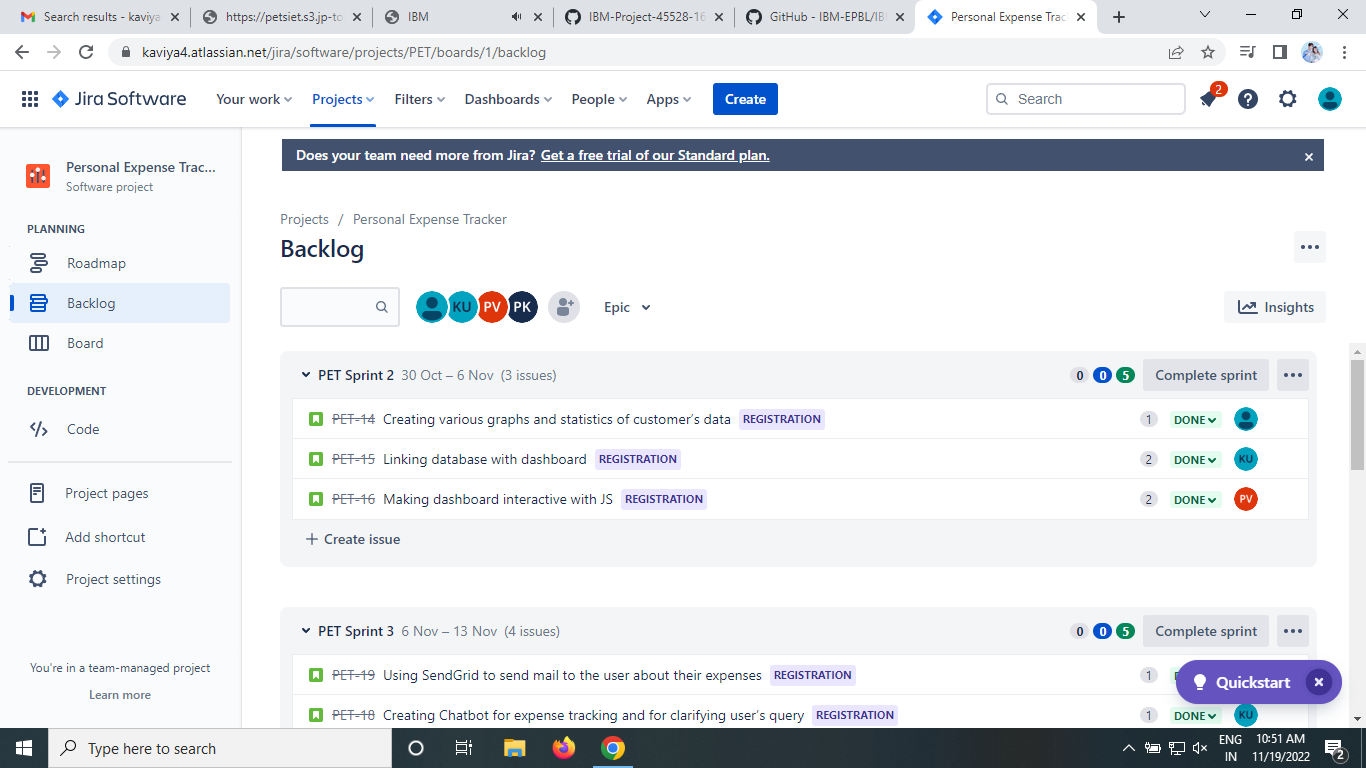 Search results - kaviya
https://petsiet.s3.jp-to
IBM
IBM-Project-45528-16
GitHub - IBM-EPBL/IB
Personal Expense Trac
kaviya4.atlassian.net/jira/software/projects/PET/boards/1/backlog
Jira Software Your work Projects Filters Dashboards People Apps Create Search 2
Does your team need more from Jira? Get a free trial of our Standard plan.
Personal Expense Trac...
Software project
PLANNING
Roadmap
Backlog
Board
DEVELOPMENT
Code
Project pages
Add shortcut
Project settings
You're in a team-managed project
Learn more
Projects / Personal Expense Tracker
Backlog
KU PV PK Epic Insights
PET Sprint 2 30 Oct – 6 Nov (3 issues) 0 0 5 Complete sprint
PET-14 Creating various graphs and statistics of customer's data REGISTRATION 1 DONE
PET-15 Linking database with dashboard REGISTRATION 2 DONE KU
PET-16 Making dashboard interactive with JS REGISTRATION 2 DONE PV
+ Create issue
PET Sprint 3 6 Nov – 13 Nov (4 issues) 0 0 5 Complete sprint
PET-19 Using SendGrid to send mail to the user about their expenses REGISTRATION 1
Quickstart
PET-18 Creating Chatbot for expense tracking and for clarifying user's query REGISTRATION 1 DONE KU
Type here to search
ENG
IN
10:51 AM
11/19/2022
2